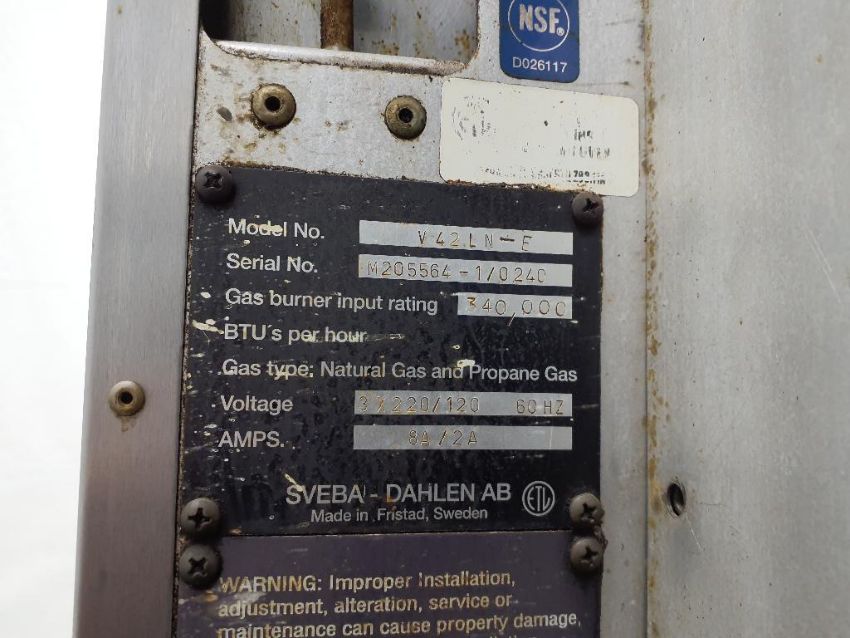 NSF®
D026117
Model No. V42LN-E
Serial No. M205564-1/0240
Gas burner input rating 340,000
BTU's per hour
Gas type: Natural Gas and Propane Gas
Voltage 3X220/120 60HZ
AMPS. 8A/2A
SVEBA - DAHLEN AB ETL
Made in Fristad, Sweden
WARNING: Improper Installation,
adjustment, alteration, service or
maintenance can cause property damage,